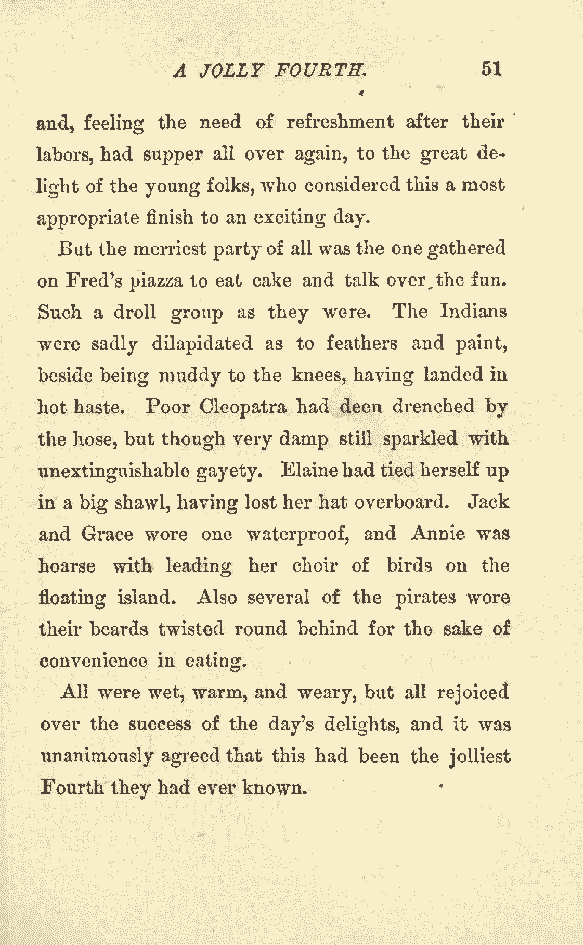 A JOLLY FOURTH. 51
and, feeling the need of refreshment after their
labors, had supper all over again, to the great de-
light of the young folks, who considered this a most
appropriate finish to an exciting day.
But the merriest party of all was the one gathered
on Fred's piazza to eat cake and talk over the fun.
Such a droll group as they were. The Indians
were sadly dilapidated as to feathers and paint,
beside being muddy to the knees, having landed in
hot haste. Poor Cleopatra had deen drenched by
the hose, but though very damp still sparkled with
unextinguishable gayety. Elaine had tied herself up
in a big shawl, having lost her hat overboard. Jack
and Grace wore one waterproof, and Annie was
hoarse with leading her choir of birds on the
floating island. Also several of the pirates wore
their beards twisted round behind for the sake of
convenience in eating.
All were wet, warm, and weary, but all rejoiced
over the success of the day's delights, and it was
unanimously agreed that this had been the jolliest
Fourth they had ever known.